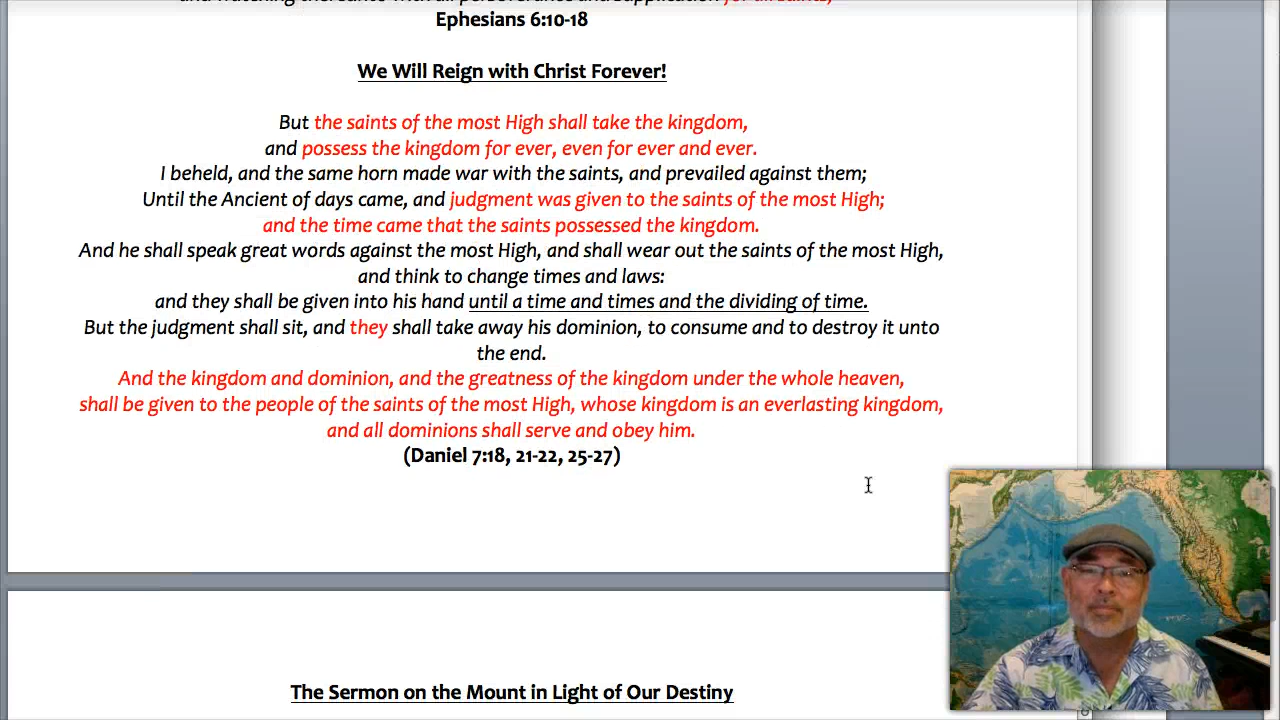 for all saints,
Ephesians 6:10-18
We Will Reign with Christ Forever!
But the saints of the most High shall take the kingdom,
and possess the kingdom for ever, even for ever and ever.
I beheld, and the same horn made war with the saints, and prevailed against them;
Until the Ancient of days came, and judgment was given to the saints of the most High;
and the time came that the saints possessed the kingdom.
And he shall speak great words against the most High, and shall wear out the saints of the most High,
and think to change times and laws:
and they shall be given into his hand until a time and times and the dividing of time.
But the judgment shall sit, and they shall take away his dominion, to consume and to destroy it unto
the end.
And the kingdom and dominion, and the greatness of the kingdom under the whole heaven,
shall be given to the people of the saints of the most High, whose kingdom is an everlasting kingdom,
and all dominions shall serve and obey him.
(Daniel 7:18, 21-22, 25-27)
The Sermon on the Mount in Light of Our Destiny